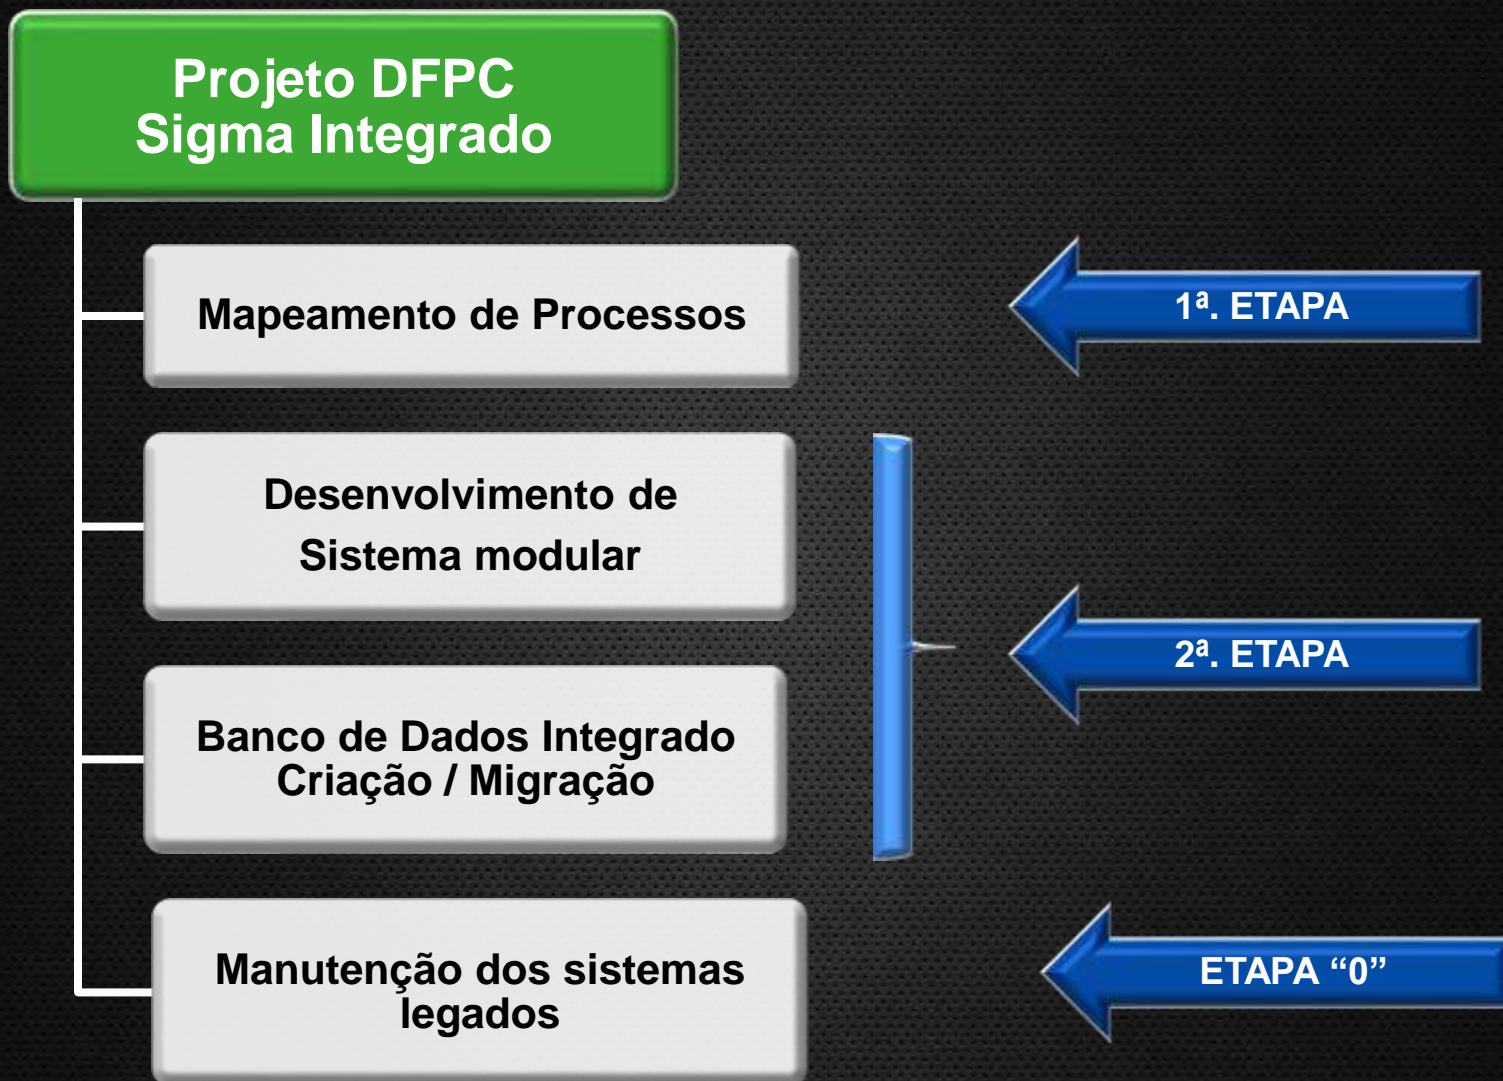 Projeto DFPC
Sigma Integrado
Mapeamento de Processos
1ª. ETAPA
Desenvolvimento de
Sistema modular
2ª. ETAPA
Banco de Dados Integrado
Criação / Migração
Manutenção dos sistemas
legados
ETAPA “0”